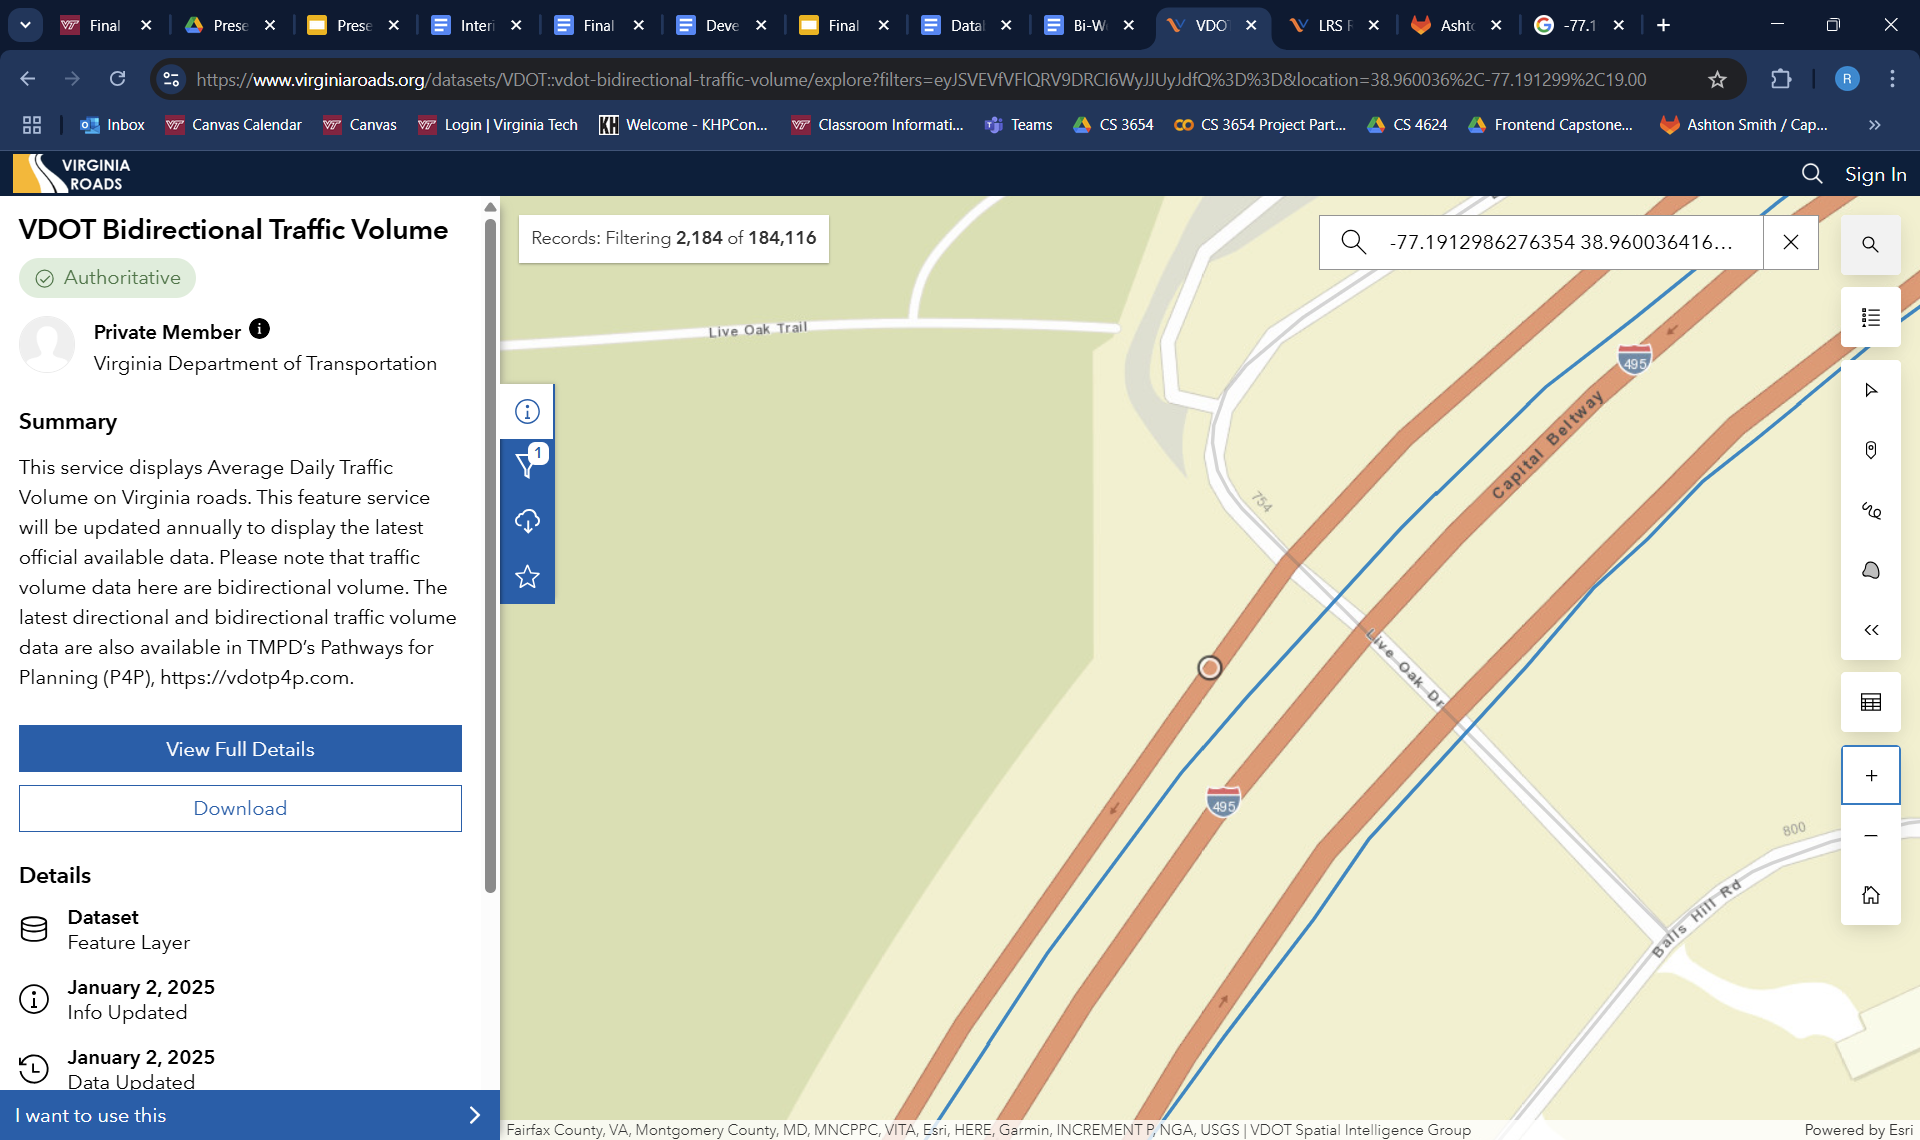 Final
Prese
Prese
Interi
Final
Deve
Final
Datal
Bi-W
VDO
LRS F
Ashto
-77.1
https://www.virginiaroads.org/datasets/VDOT::vdot-bidirectional-traffic-volume/explore?filters=eyJSVEVfVFlQRV9DRCI6WyJJUyJdfQ%3D%3D&location=38.960036%2C-77.191299%2C19.00
R
Inbox
Canvas Calendar
Canvas
Login | Virginia Tech
Welcome - KHPCon...
Classroom Informati...
Teams
CS 3654
CS 3654 Project Part...
CS 4624
Frontend Capstone...
Ashton Smith / Cap...
VIRGINIA
ROADS
Sign In
VDOT Bidirectional Traffic Volume
Authoritative
Private Member
Virginia Department of Transportation
Summary
This service displays Average Daily Traffic
Volume on Virginia roads. This feature service
will be updated annually to display the latest
official available data. Please note that traffic
volume data here are bidirectional volume. The
latest directional and bidirectional traffic volume
data are also available in TMPD’s Pathways for
Planning (P4P), https://vdotp4p.com.
View Full Details
Download
Details
Dataset
Feature Layer
January 2, 2025
Info Updated
January 2, 2025
Data Updated
I want to use this
1
Records: Filtering 2,184 of 184,116
-77.1912986276354 38.960036416...
Live Oak Trail
495
Capital Beltway
754
Live Oak Dr
495
800
Balls Hill Rd
Fairfax County, VA, Montgomery County, MD, MNCPPC, VITA, Esri, HERE, Garmin, INCREMENT P, NGA, USGS | VDOT Spatial Intelligence Group
Powered by Esri